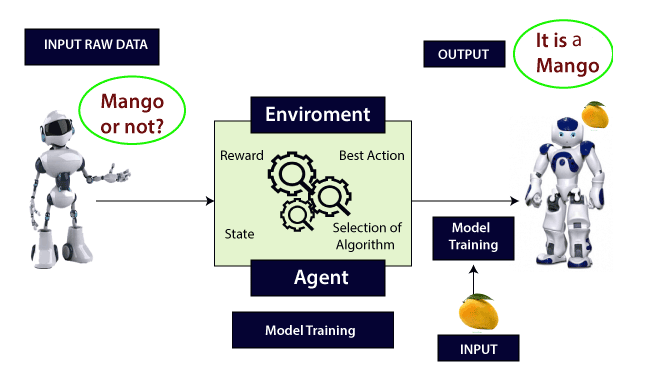 INPUT RAW DATA
Mango
or not?
Enviroment
Reward
Best Action
State
Selection of
Algorithm
Agent
Model Training
OUTPUT
It is a
Mango
Model
Training
INPUT